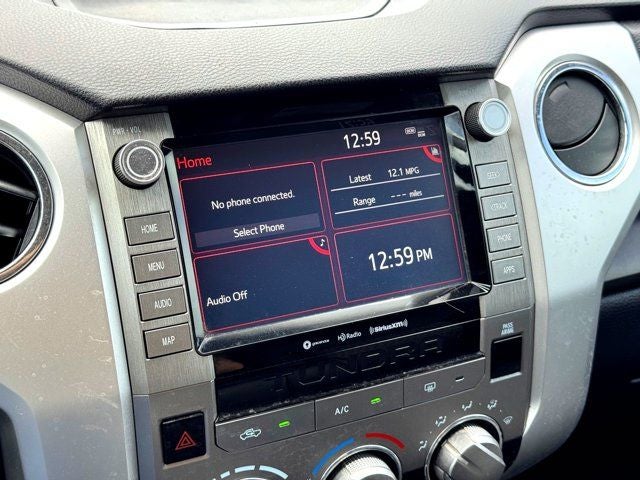 PWR • VOL
12:59
Home
No phone connected.
Select Phone
Latest 12.1 MPG
Range --- miles
Audio Off
12:59 PM
HOME
MENU
AUDIO
MAP
SEEK›
‹TRACK
PHONE
APPS
HD Radio
((SiriusXM))
TUNDRA
A/C
PASS
AIRBAG